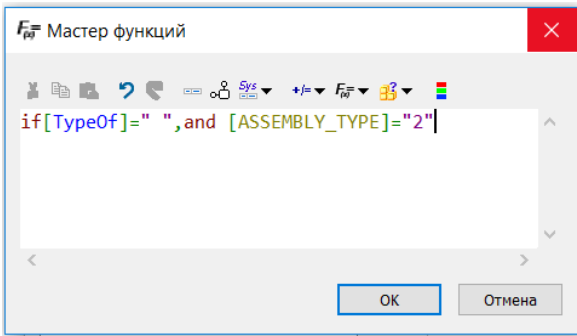 Мастер функций
Sys +/= F(x)= ?
if[TypeOf]=" ",and [ASSEMBLY_TYPE]="2"
ОК Отмена